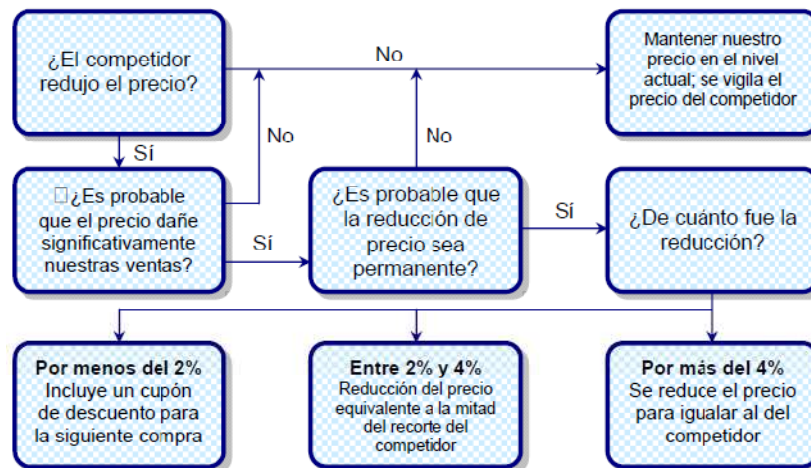 ¿El competidor
redujo el precio?
No
Mantener nuestro
precio en el nivel
actual; se vigila el
precio del competidor
Sí
No
No
¿Es probable
que el precio dañe
significativamente
nuestras ventas?
Sí
¿Es probable que
la reducción de
precio sea
permanente?
Sí
¿De cuánto fue la
reducción?
Por menos del 2%
Incluye un cupón
de descuento para
la siguiente compra
Entre 2% y 4%
Reducción del precio
equivalente a la mitad
del recorte del
competidor
Por más del 4%
Se reduce el precio
para igualar al del
competidor